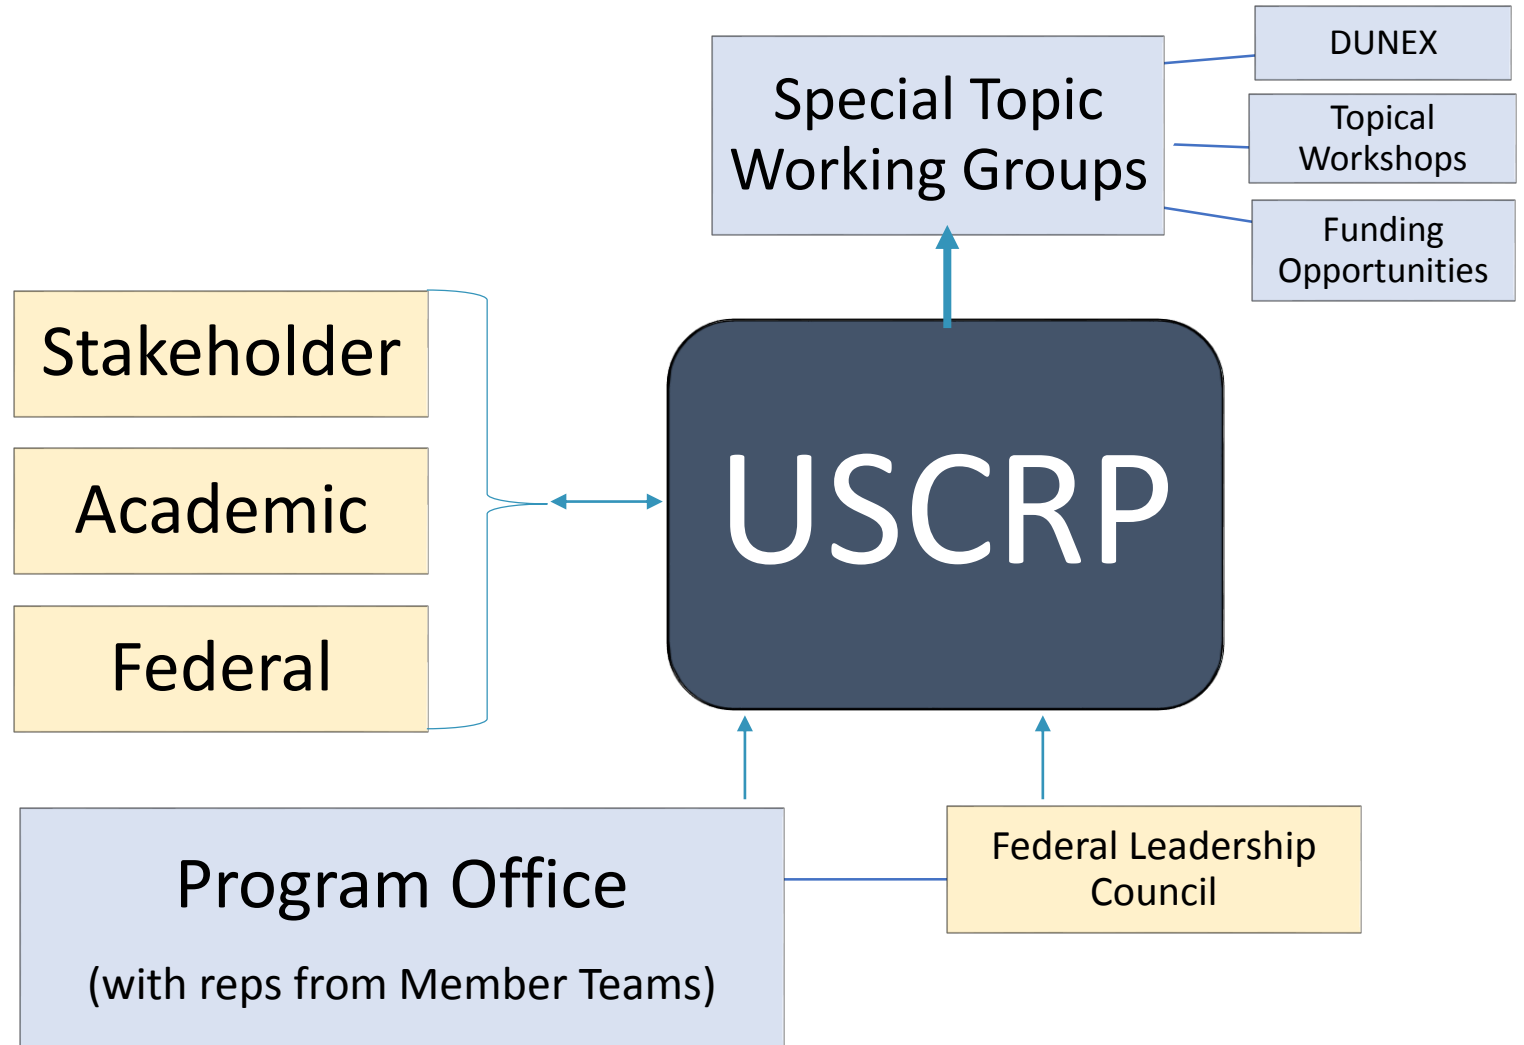 DUNEX
Special Topic
Working Groups
Topical
Workshops
Funding
Opportunities
Stakeholder
Academic
Federal
USCRP
Program Office
(with reps from Member Teams)
Federal Leadership
Council